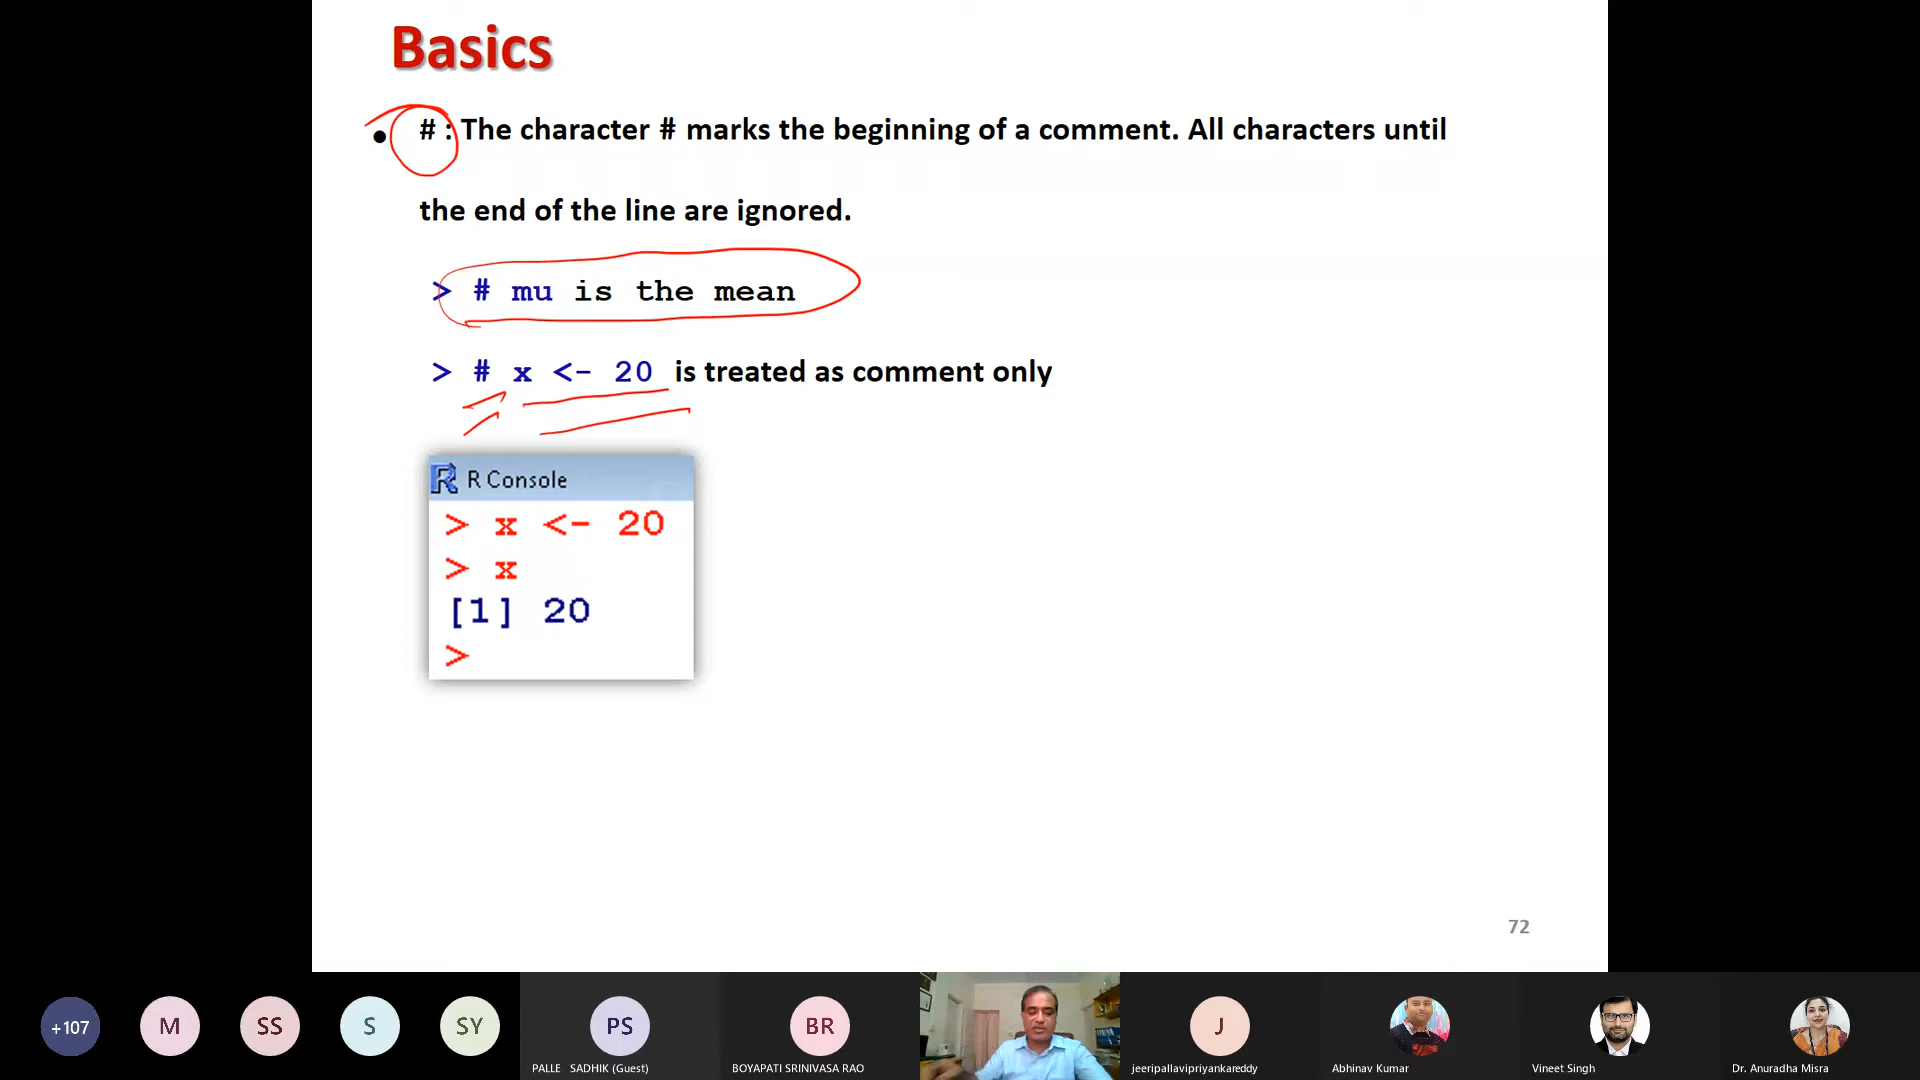 Basics
• # : The character # marks the beginning of a comment. All characters until
the end of the line are ignored.
> # mu is the mean
> # x <- 20 is treated as comment only
R Console
> x <- 20
> x
[1] 20
>
72
+107
M
SS
S
SY
PS
BR
J
PALLE SADHIK (Guest)
BOYAPATI SRINIVASA RAO
jeeripallavipriyankareddy
Abhinav Kumar
Vineet Singh
Dr. Anuradha Misra